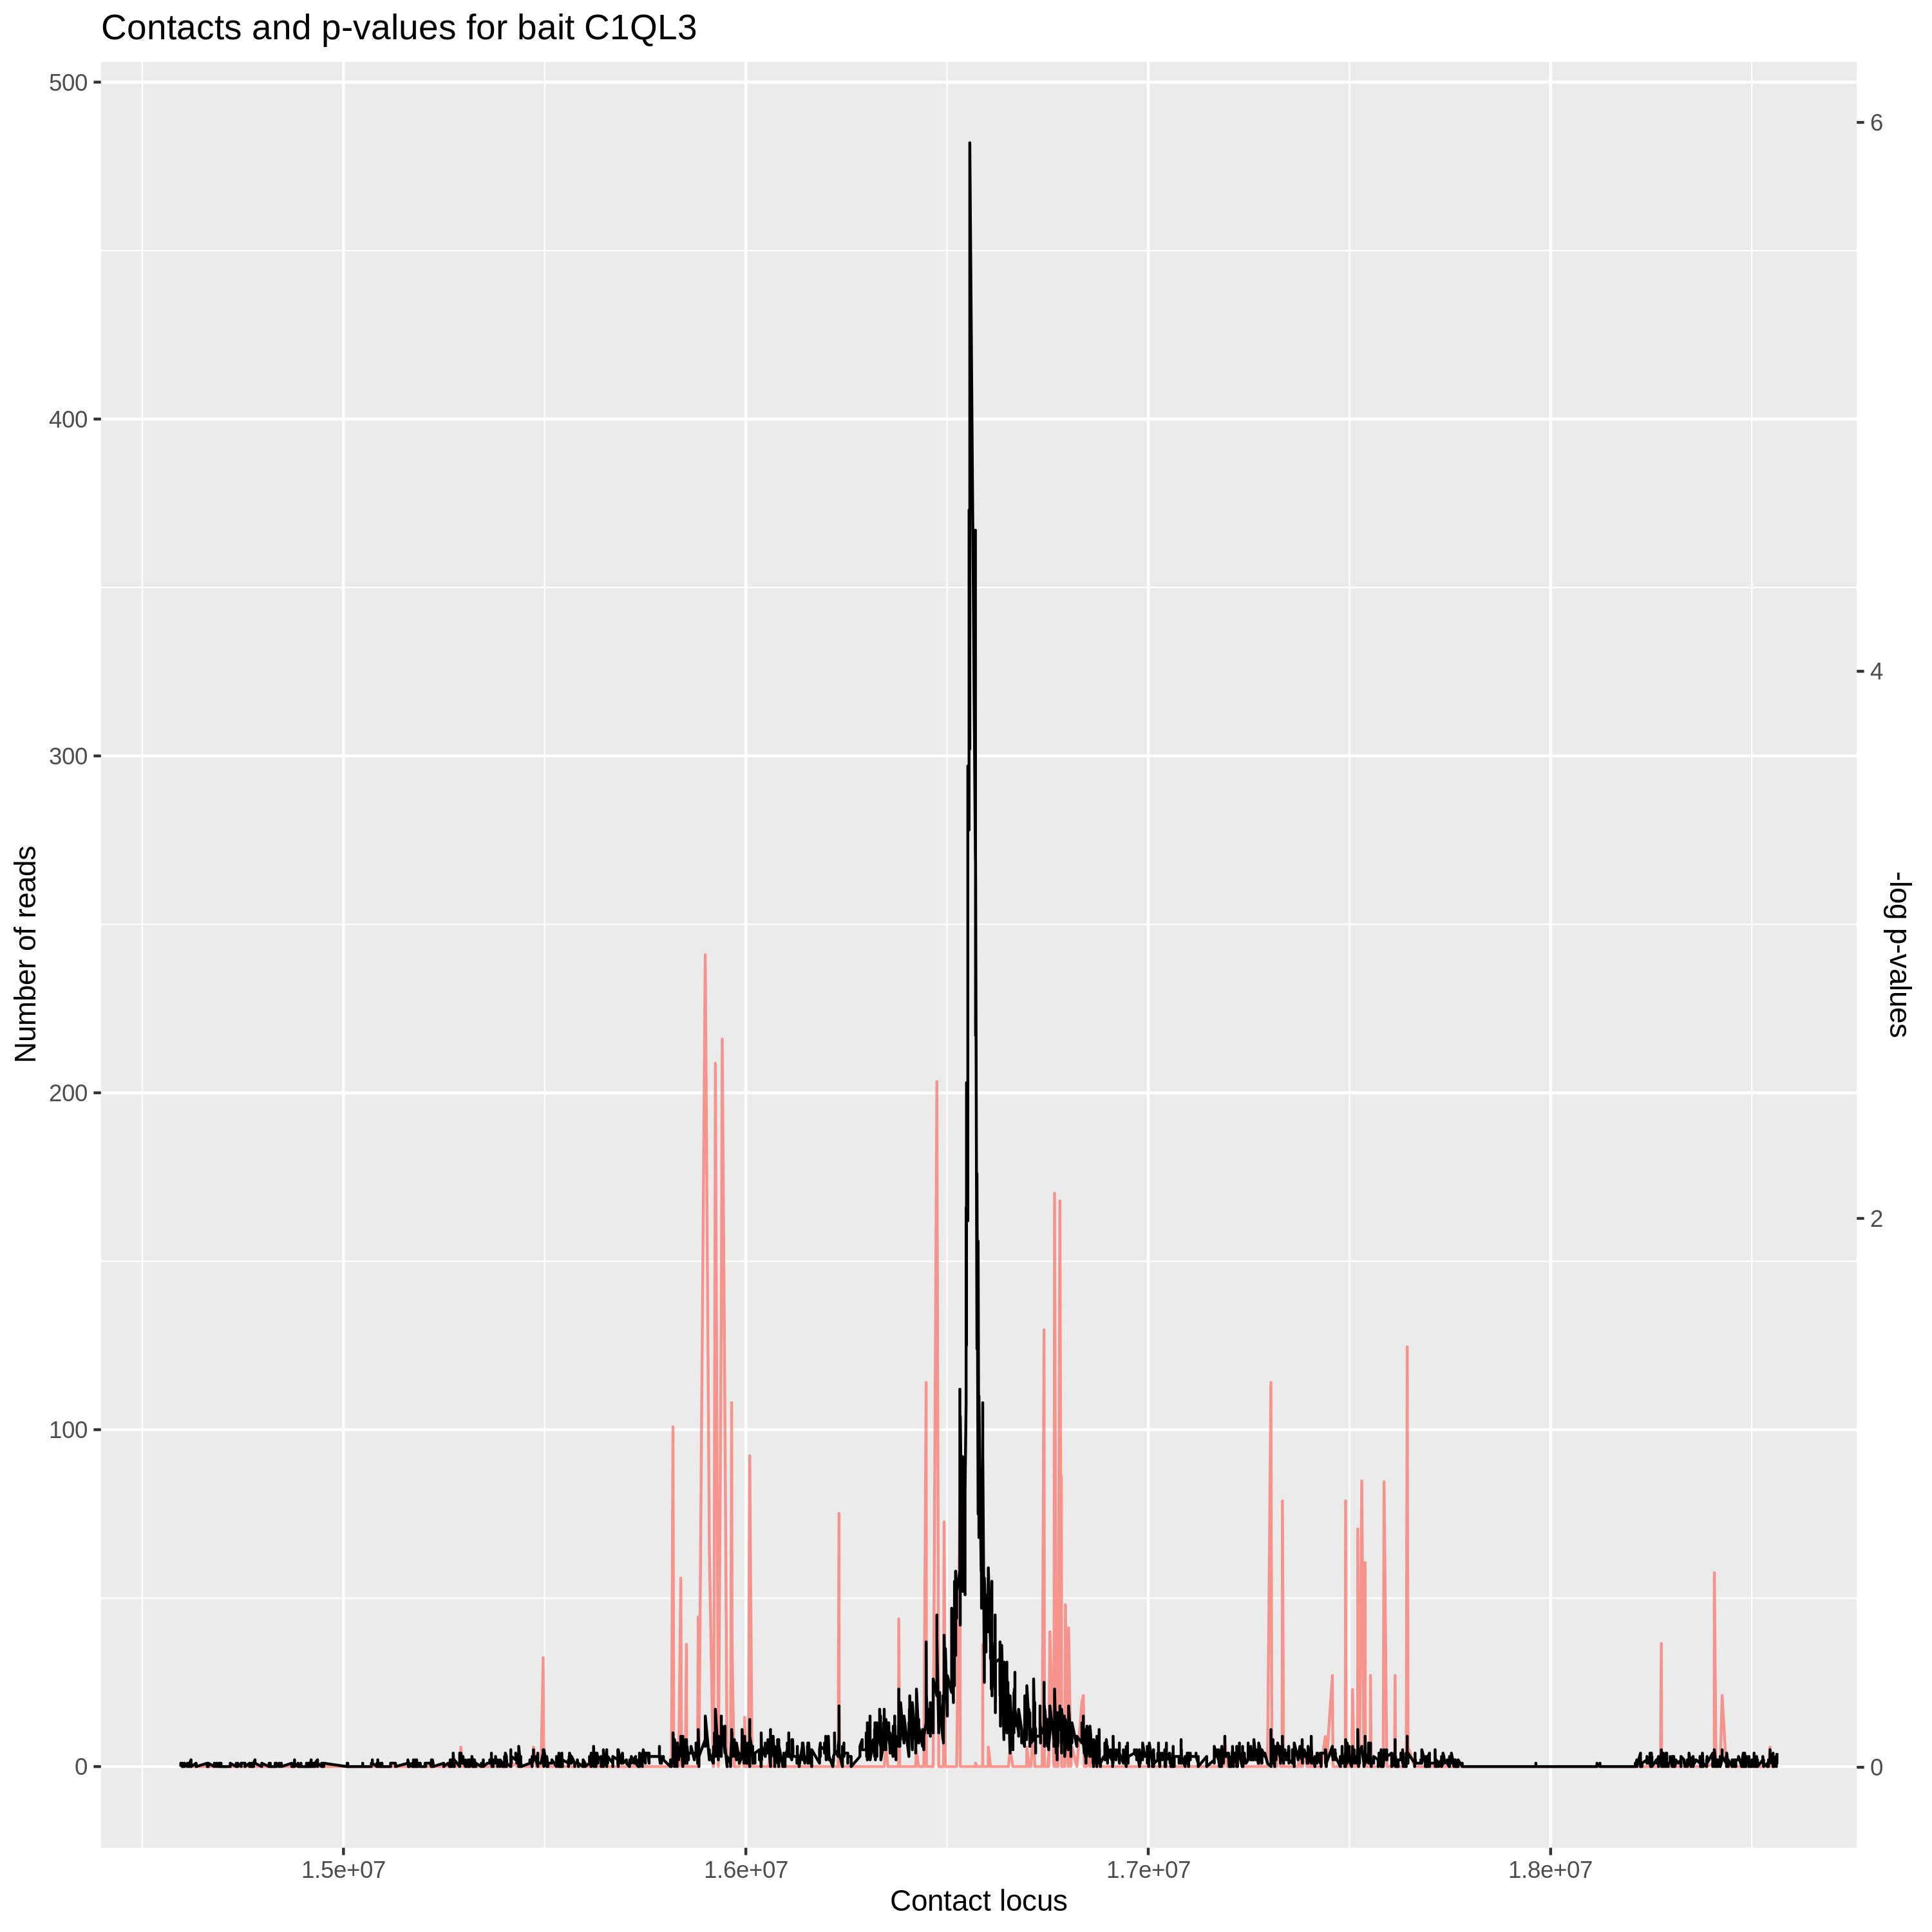 Contacts and p-values for bait C1QL3
500
400
300
200
100
0
Number of reads
6
4
2
0
-log p-values
1.5e+07
1.6e+07
1.7e+07
1.8e+07
Contact locus